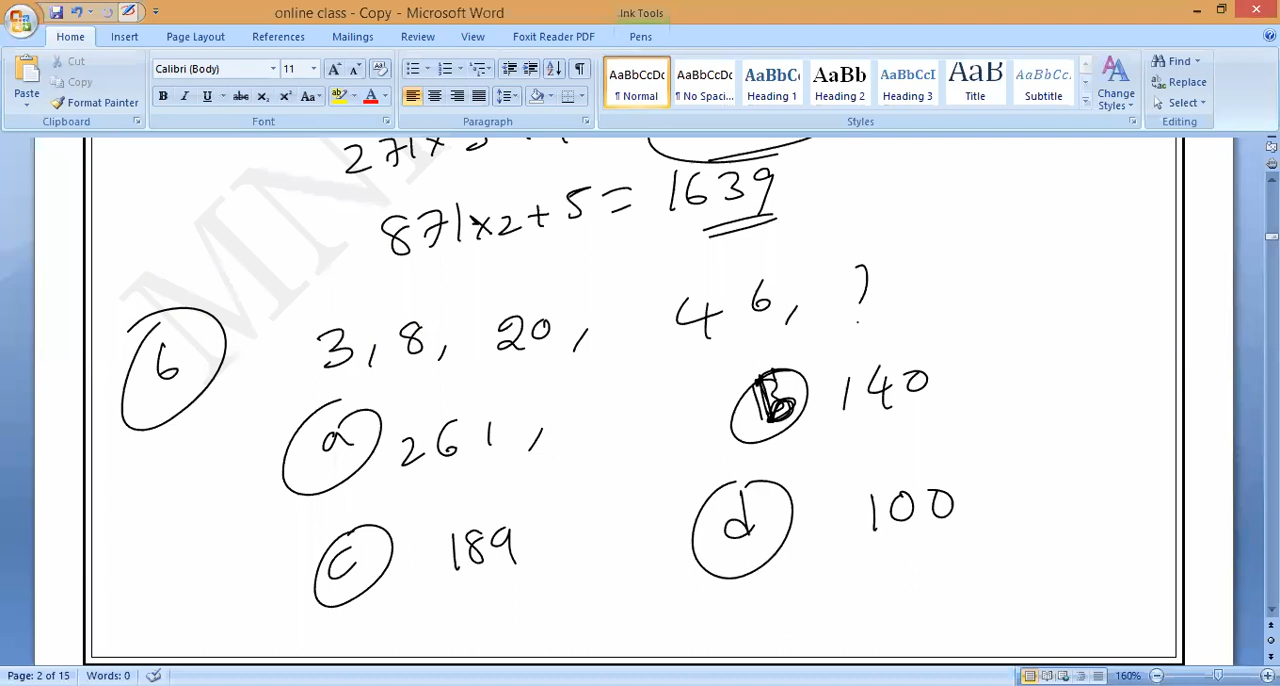 online class - Copy - Microsoft Word
Ink Tools
Home Insert Page Layout References Mailings Review View Foxit Reader PDF Pens
Paste
Cut
Copy
Format Painter
Clipboard
Calibri (Body) 11
Font
Paragraph
AaBbCcDc AaBbCcDc AaBbC AaBb AaBbCcI AaB AaBbCcL
¶ Normal ¶ No Spaci... Heading 1 Heading 2 Heading 3 Title Subtitle
Change Styles
Styles
Find
Replace
Select
Editing
271x
871x2+5= 1639
6 3, 8, 20, 46, ?
a 261, B 140
c 189 d 100
Page: 2 of 15 Words: 0 160%